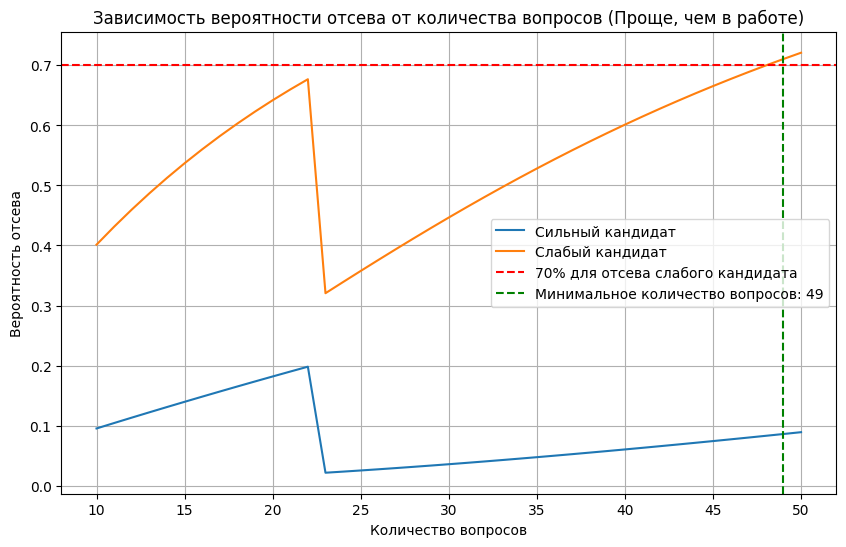 Зависимость вероятности отсева от количества вопросов (Проще, чем в работе)
Вероятность отсева
0.7
0.6
0.5
0.4
0.3
0.2
0.1
0.0
Сильный кандидат
Слабый кандидат
70% для отсева слабого кандидата
Минимальное количество вопросов: 49
10 15 20 25 30 35 40 45 50
Количество вопросов